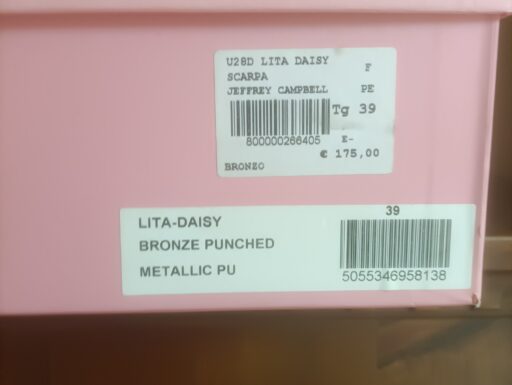 U28D LITA DAISY F
SCARPA
JEFFREY CAMPBELL PE
Tg 39
800000266405 E-
€ 175,00
BRONZO
39
LITA-DAISY
BRONZE PUNCHED
METALLIC PU
5055346958138